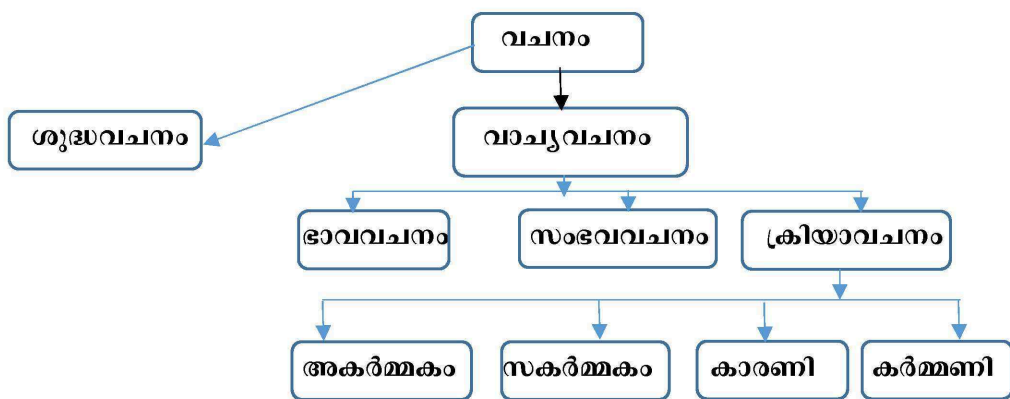 വചനം
ശുദ്ധവചനം
വാച്യവചനം
ഭാവവചനം
സംഭവവചനം
ക്രിയാവചനം
അകർമ്മകം
സകർമ്മകം
കാരണി
കർമ്മണി